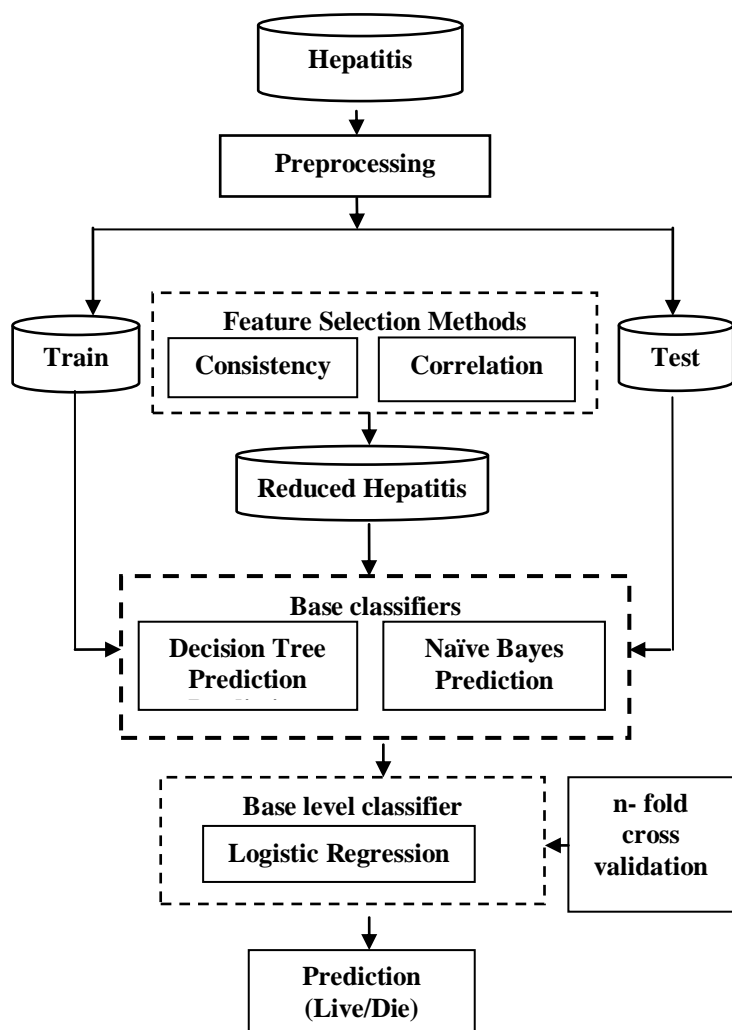 Hepatitis
Preprocessing
Feature Selection Methods
Train
Consistency
Correlation
Test
Reduced Hepatitis
Base classifiers
Decision Tree
Prediction
Naïve Bayes
Prediction
Base level classifier
Logistic Regression
n- fold
cross
validation
Prediction
(Live/Die)